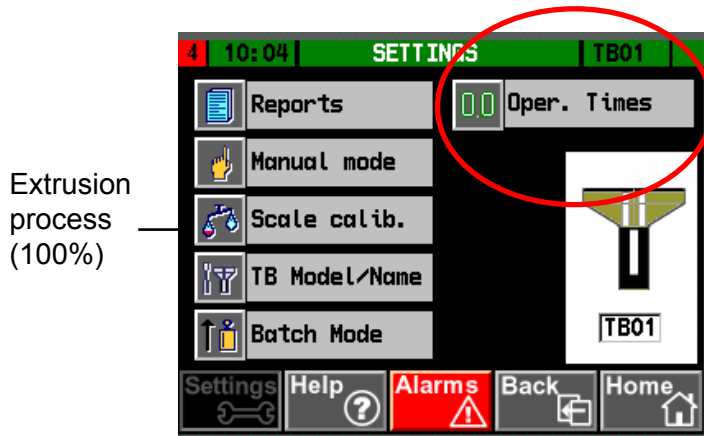 4 10:04 SETTINGS TB01
Reports
0.0 Oper. Times
Manual mode
Extrusion
process
(100%)
Scale calib.
TB Model/Name
Batch Mode
TB01
Settings Help ? Alarms Back Home